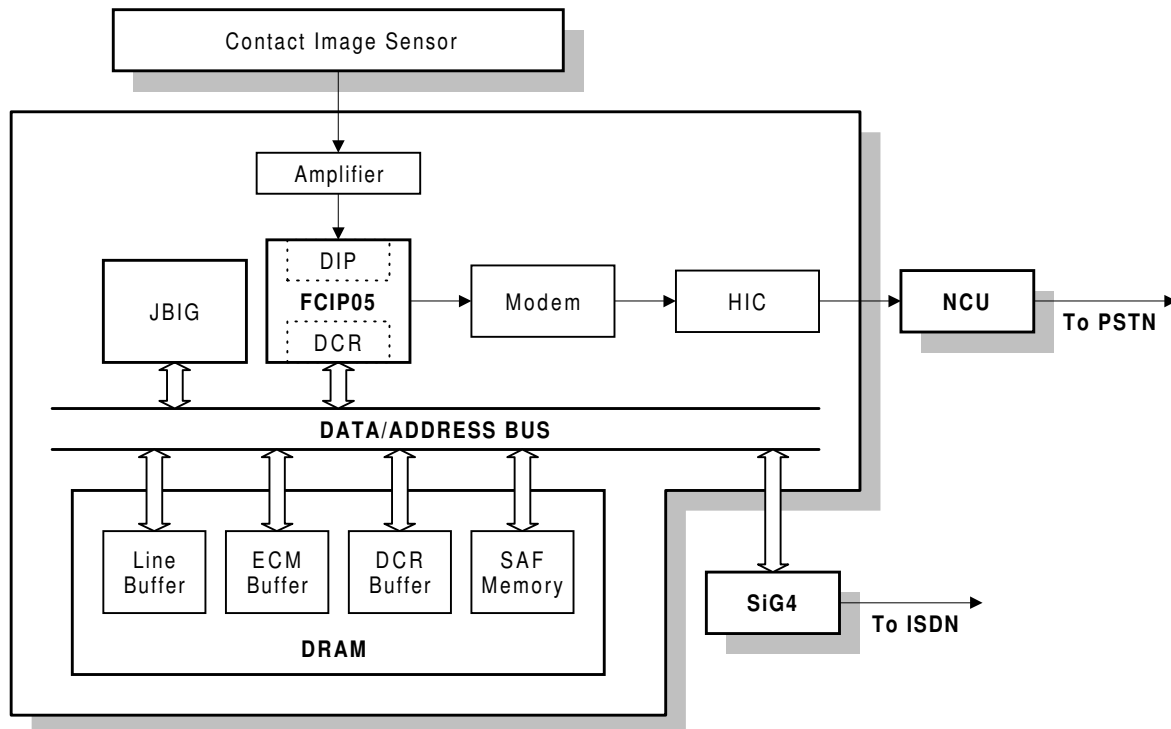 Contact Image Sensor
Amplifier
DIP
FCIP05
DCR
JBIG
Modem
HIC
NCU
To PSTN
DATA/ADDRESS BUS
Line
Buffer
ECM
Buffer
DCR
Buffer
SAF
Memory
DRAM
SiG4
To ISDN